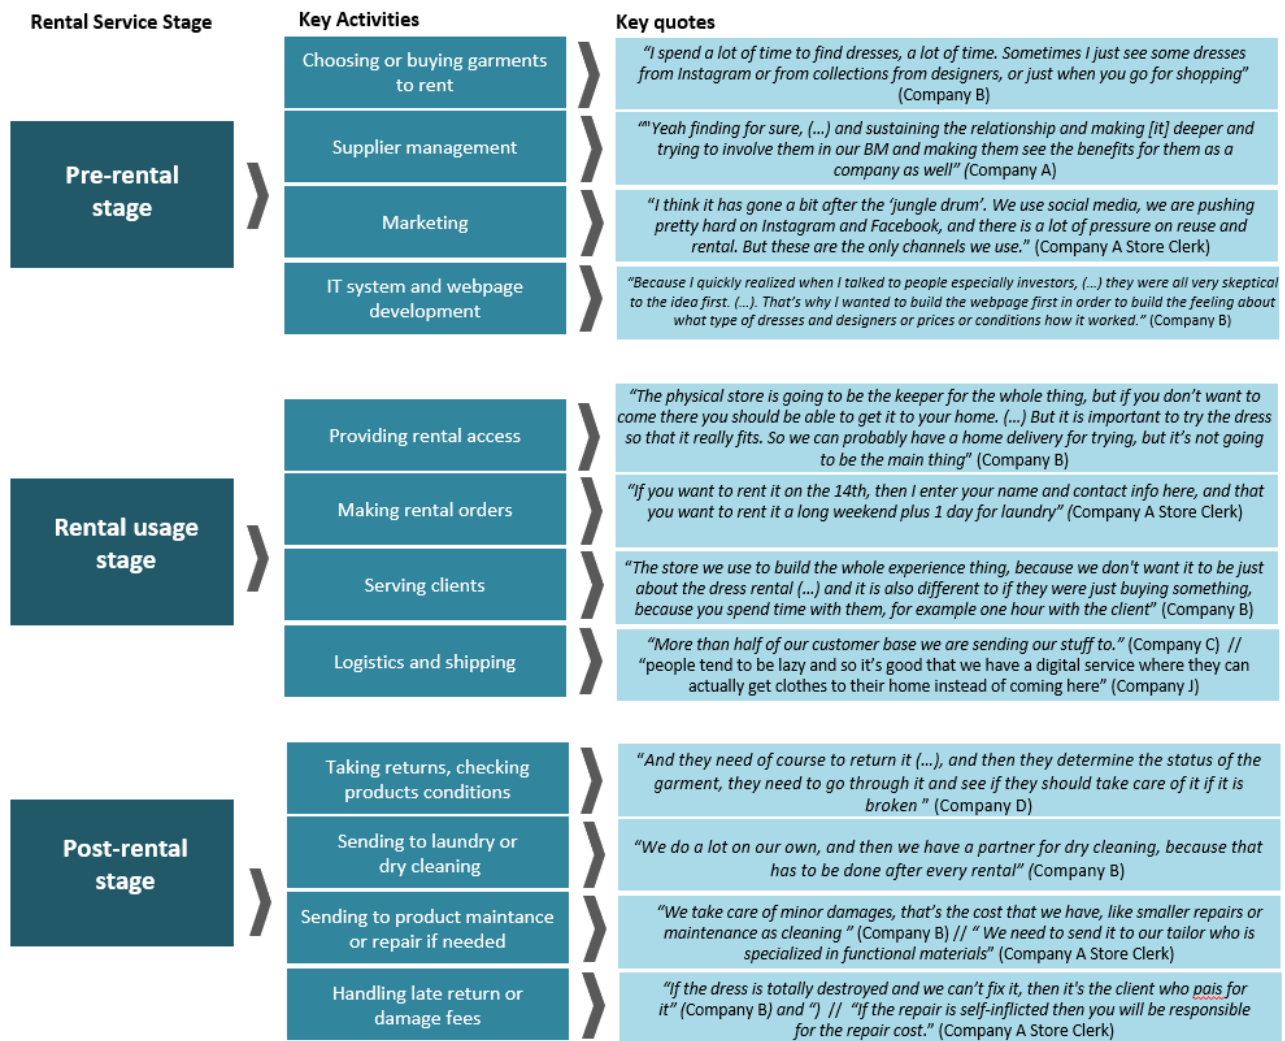 Rental Service Stage
Key Activities
Key quotes
Pre-rental
stage
Choosing or buying garments
to rent
“I spend a lot of time to find dresses, a lot of time. Sometimes I just see some dresses
from Instagram or from collections from designers, or just when you go for shopping”
(Company B)
Supplier management
“"Yeah finding for sure, (…) and sustaining the relationship and making [it] deeper and
trying to involve them in our BM and making them see the benefits for them as a
company as well” (Company A)
Marketing
“I think it has gone a bit after the ‘jungle drum’. We use social media, we are pushing
pretty hard on Instagram and Facebook, and there is a lot of pressure on reuse and
rental. But these are the only channels we use.” (Company A Store Clerk)
IT system and webpage
development
“Because I quickly realized when I talked to people especially investors, (…) they were all very skeptical
to the idea first. (…). That’s why I wanted to build the webpage first in order to build the feeling about
what type of dresses and designers or prices or conditions how it worked.” (Company B)
Rental usage
stage
Providing rental access
“The physical store is going to be the keeper for the whole thing, but if you don’t want to
come there you should be able to get it to your home. (…) But it is important to try the dress
so that it really fits. So we can probably have a home delivery for trying, but it’s not going
to be the main thing” (Company B)
Making rental orders
“If you want to rent it on the 14th, then I enter your name and contact info here, and that
you want to rent it a long weekend plus 1 day for laundry” (Company A Store Clerk)
Serving clients
“The store we use to build the whole experience thing, because we don't want it to be just
about the dress rental (…) and it is also different to if they were just buying something,
because you spend time with them, for example one hour with the client” (Company B)
Logistics and shipping
“More than half of our customer base we are sending our stuff to.” (Company C) //
“people tend to be lazy and so it’s good that we have a digital service where they can
actually get clothes to their home instead of coming here” (Company J)
Post-rental
stage
Taking returns, checking
products conditions
“And they need of course to return it (…), and then they determine the status of the
garment, they need to go through it and see if they should take care of it if it is
broken ” (Company D)
Sending to laundry or
dry cleaning
“We do a lot on our own, and then we have a partner for dry cleaning, because that
has to be done after every rental” (Company B)
Sending to product maintance
or repair if needed
“We take care of minor damages, that’s the cost that we have, like smaller repairs or
maintenance as cleaning ” (Company B) // “ We need to send it to our tailor who is
specialized in functional materials” (Company A Store Clerk)
Handling late return or
damage fees
“If the dress is totally destroyed and we can’t fix it, then it's the client who pais for
it” (Company B) and “) // “If the repair is self-inflicted then you will be responsible
for the repair cost.” (Company A Store Clerk)